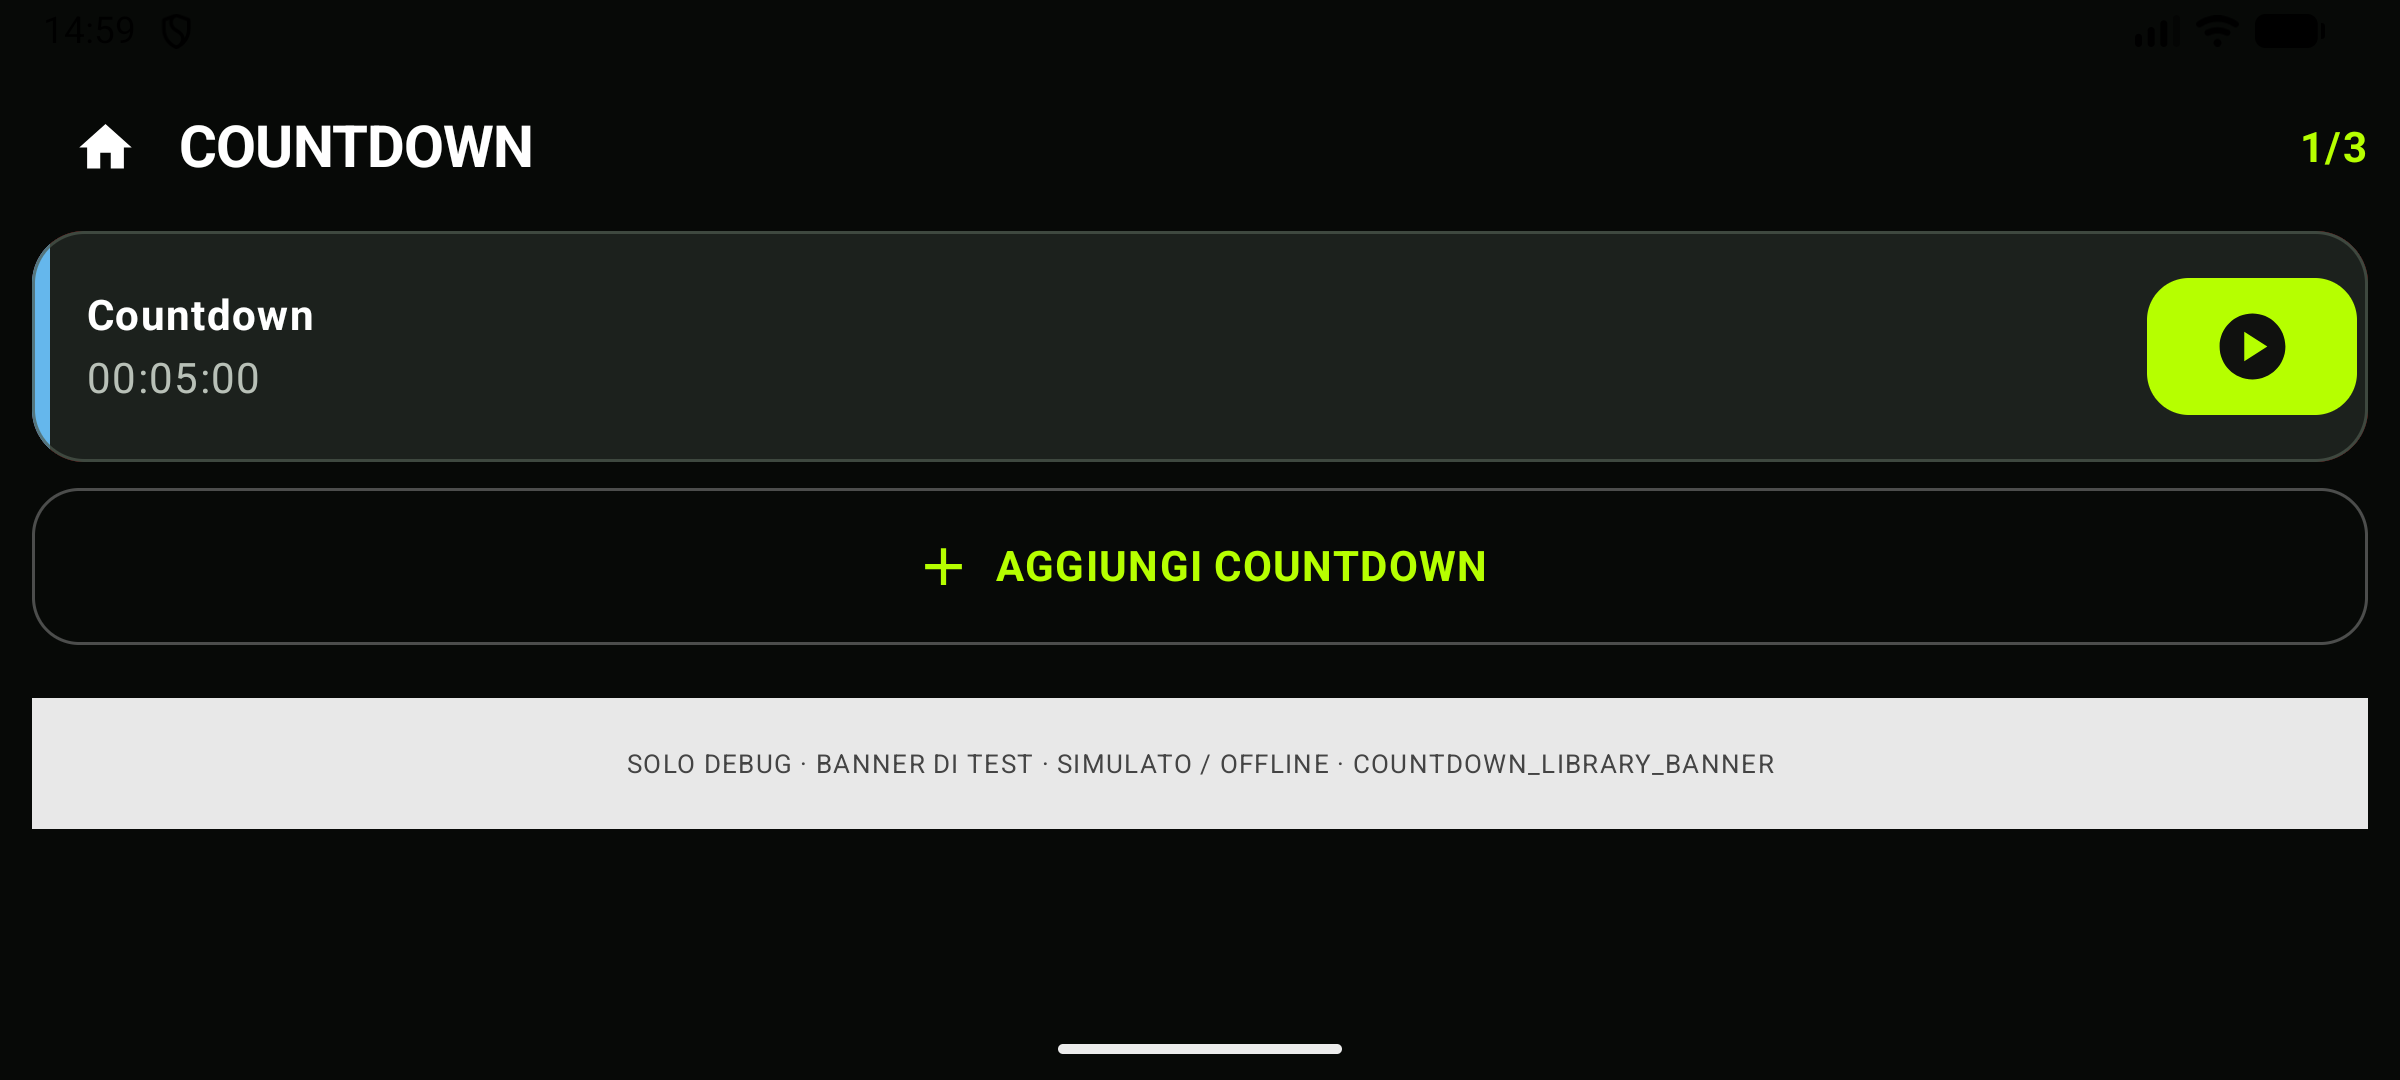 14:59
COUNTDOWN
1/3
Countdown
00:05:00
AGGIUNGI COUNTDOWN
SOLO DEBUG · BANNER DI TEST · SIMULATO / OFFLINE · COUNTDOWN_LIBRARY_BANNER